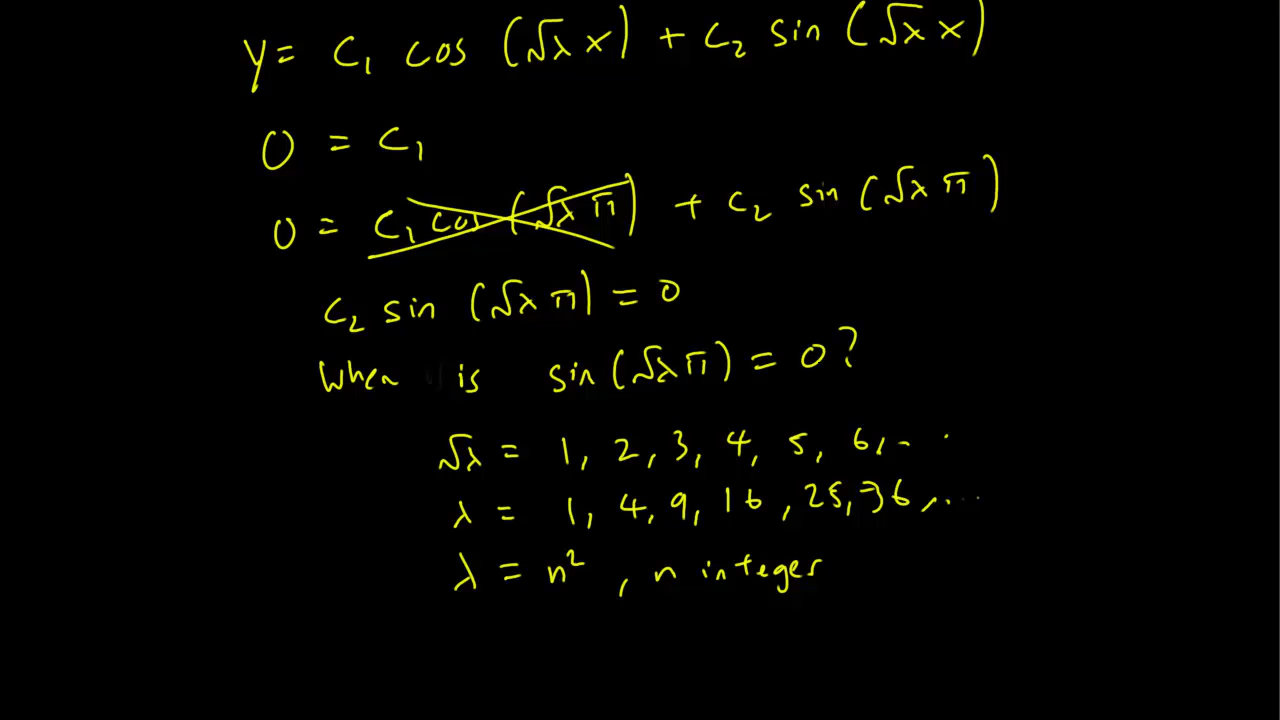 y = c₁ cos (√λ x) + c₂ sin (√λ x)
0 = c₁
0 = c₁ cos (√λ π) + c₂ sin (√λ π)
c₂ sin (√λ π) = 0
When is sin (√λ π) = 0?
√λ = 1, 2, 3, 4, 5, 6, ...
λ = 1, 4, 9, 16, 25, 36, ...
λ = n², n integer